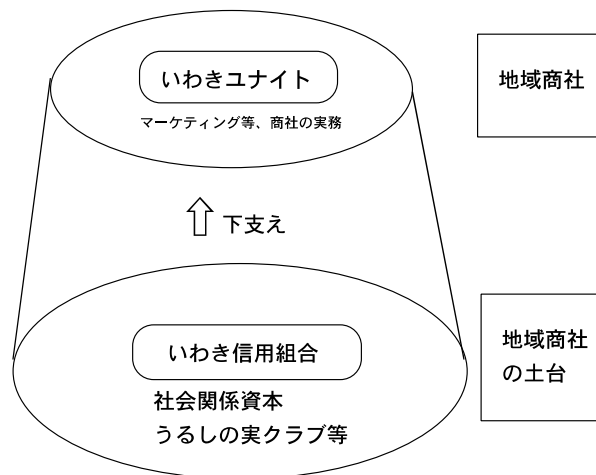 いわきユナイト
マーケティング等、商社の実務
地域商社
下支え
いわき信用組合
社会関係資本
うるしの実クラブ等
地域商社
の土台